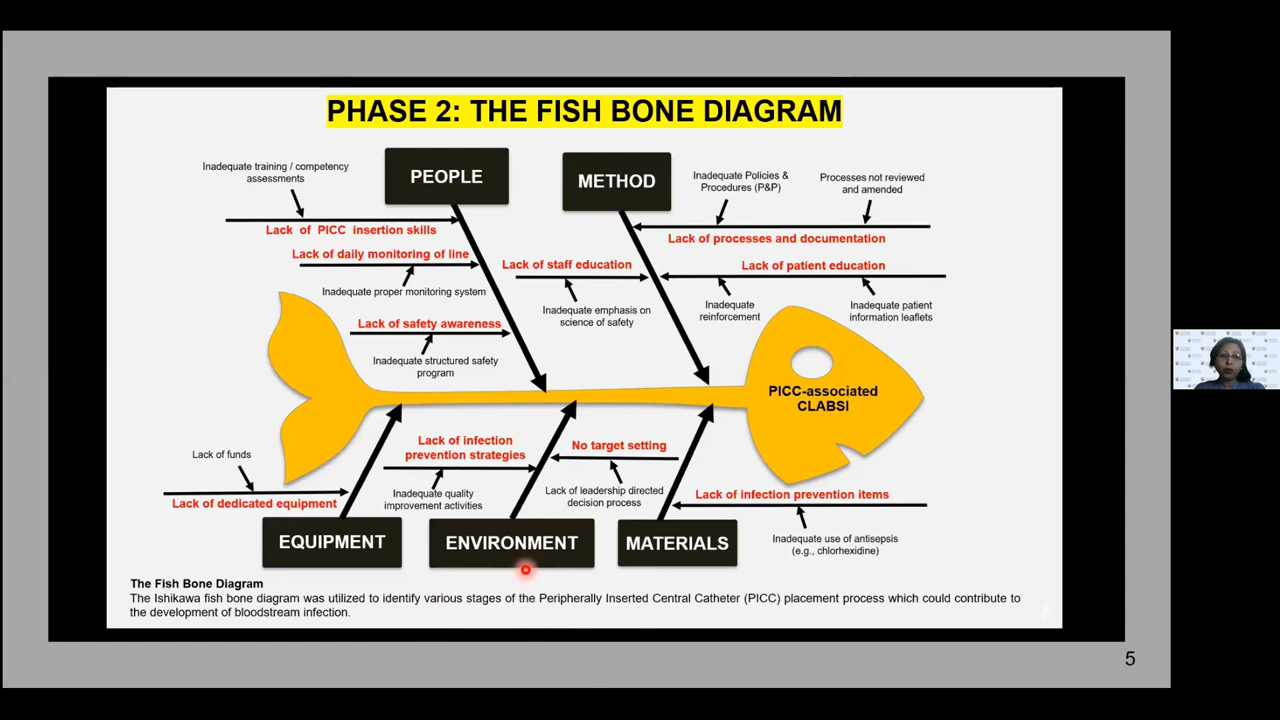 PHASE 2: THE FISH BONE DIAGRAM
PEOPLE
Inadequate training / competency
assessments
Lack of PICC insertion skills
Lack of daily monitoring of line
Inadequate proper monitoring system
Lack of safety awareness
Inadequate structured safety
program
METHOD
Inadequate Policies &
Procedures (P&P)
Processes not reviewed
and amended
Lack of processes and documentation
Lack of staff education
Inadequate emphasis on
science of safety
Lack of patient education
Inadequate
reinforcement
Inadequate patient
information leaflets
PICC-associated
CLABSI
Lack of funds
Lack of dedicated equipment
EQUIPMENT
Lack of infection
prevention strategies
Inadequate quality
improvement activities
No target setting
Lack of leadership directed
decision process
ENVIRONMENT
Lack of infection prevention items
Inadequate use of antisepsis
(e.g., chlorhexidine)
MATERIALS
The Fish Bone Diagram
The Ishikawa fish bone diagram was utilized to identify various stages of the Peripherally Inserted Central Catheter (PICC) placement process which could contribute to
the development of bloodstream infection.
5